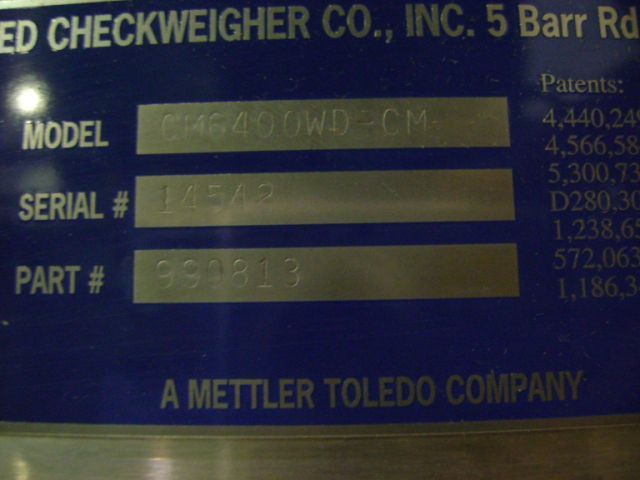 ED CHECKWEIGHER CO., INC. 5 Barr Rd
Patents:
MODEL CM6400WD-CM
4,440,249
4,566,58
5,300,73
SERIAL # 14542
D280,30
1,238,65
PART # 990813
572,063
1,186,3
A METTLER TOLEDO COMPANY